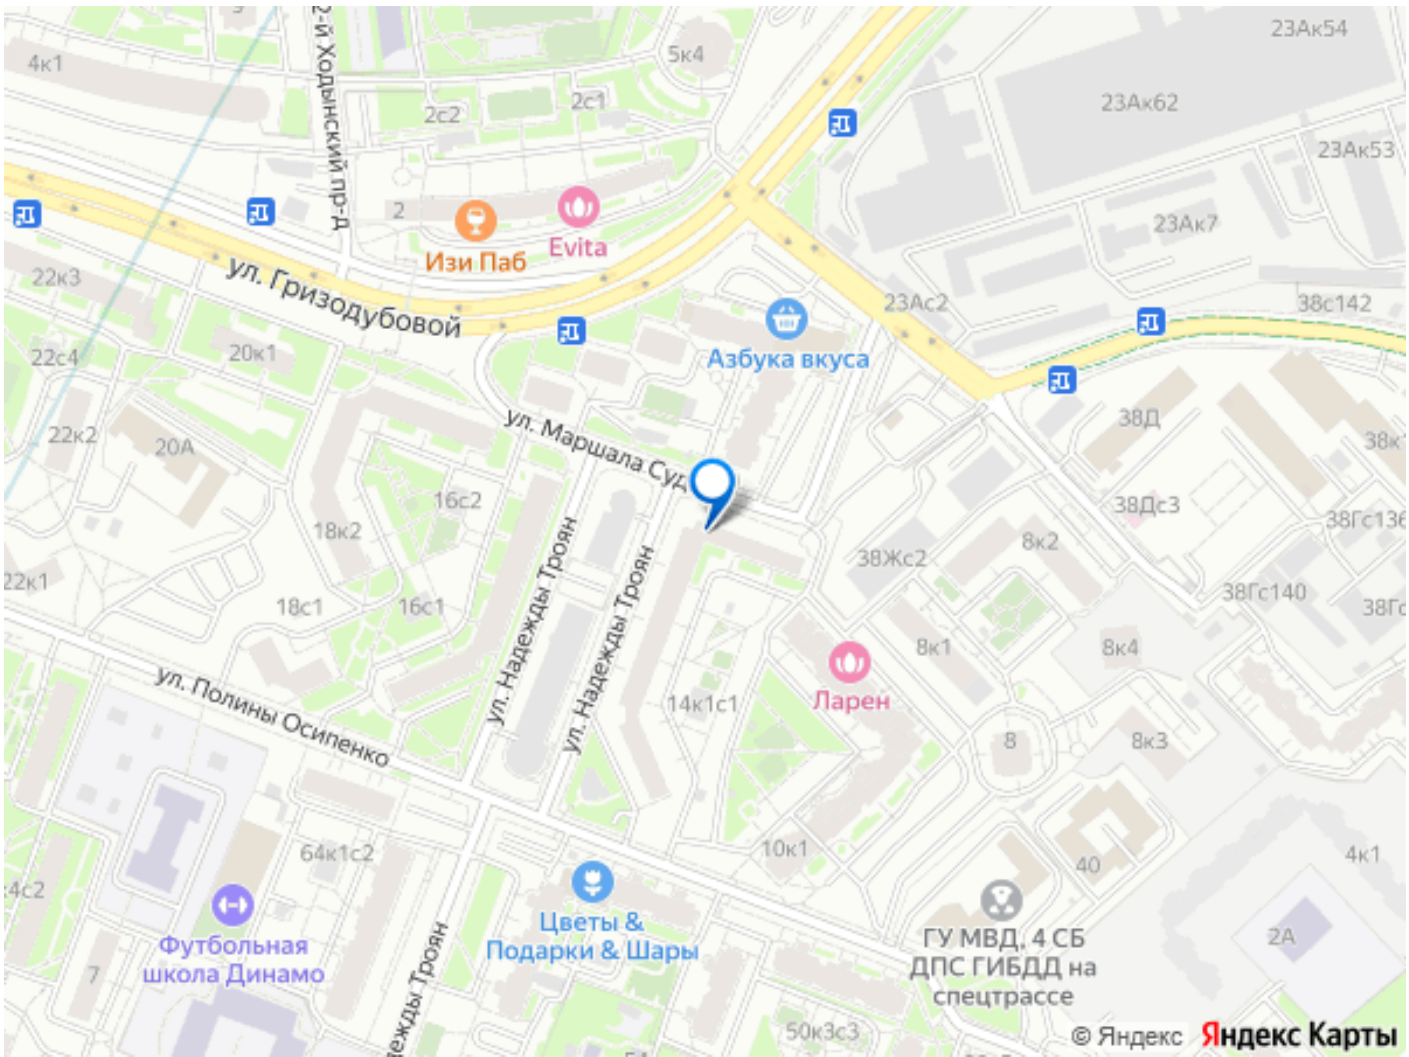 23Ак54
9
4к1
5к4
2-й Ходынский пр-д
2с2
2с1
23Ак62
23Ак53
2
Evita
Изи Паб
23Ак7
ул. Гризодубовой
22к3
23Ас2
38с142
22с4
20к1
Азбука вкуса
22к2
20А
ул. Маршала Суд
38Д
38к1
16с2
38Дс3
18к2
38Гс136
38Жс2
8к2
22к1
18с1
16с1
ул. Надежды Троян
ул. Надежды Троян
38Гс140
38Гс
8к1
8к4
ул. Полины Осипенко
14к1с1
Ларен
8
8к3
64к1с2
10к1
40
4к1
4с2
Футбольная
школа Динамо
7
Цветы &
Подарки & Шары
ГУ МВД, 4 СБ
ДПС ГИБДД на
спецтрассе
2А
ежды Троян
50к3с3
54
© Яндекс Яндекс Карты